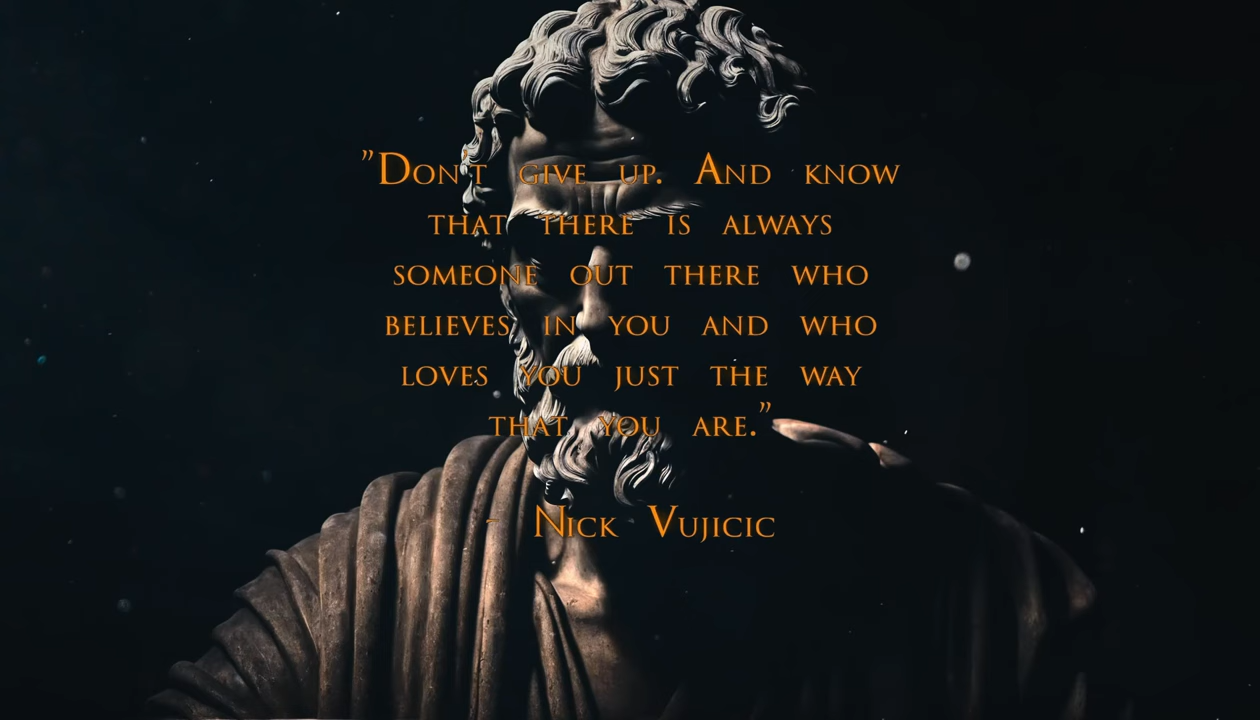 "Don't give up. And know
that there is always
someone out there who
believes in you and who
loves you just the way
that you are."
- Nick Vujicic